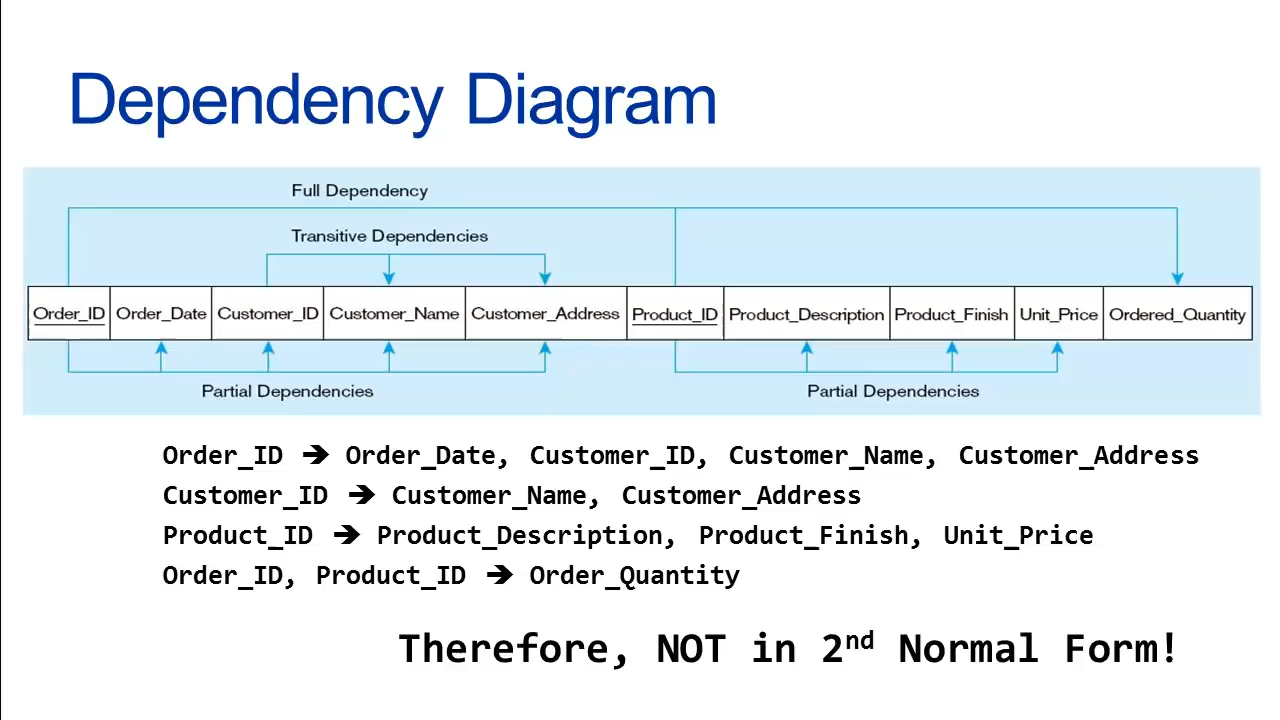 Dependency Diagram
Full Dependency
Transitive Dependencies
Order_ID Order_Date Customer_ID Customer_Name Customer_Address Product_ID Product_Description Product_Finish Unit_Price Ordered_Quantity
Partial Dependencies Partial Dependencies
Order_ID → Order_Date, Customer_ID, Customer_Name, Customer_Address
Customer_ID → Customer_Name, Customer_Address
Product_ID → Product_Description, Product_Finish, Unit_Price
Order_ID, Product_ID → Order_Quantity
Therefore, NOT in 2nd Normal Form!